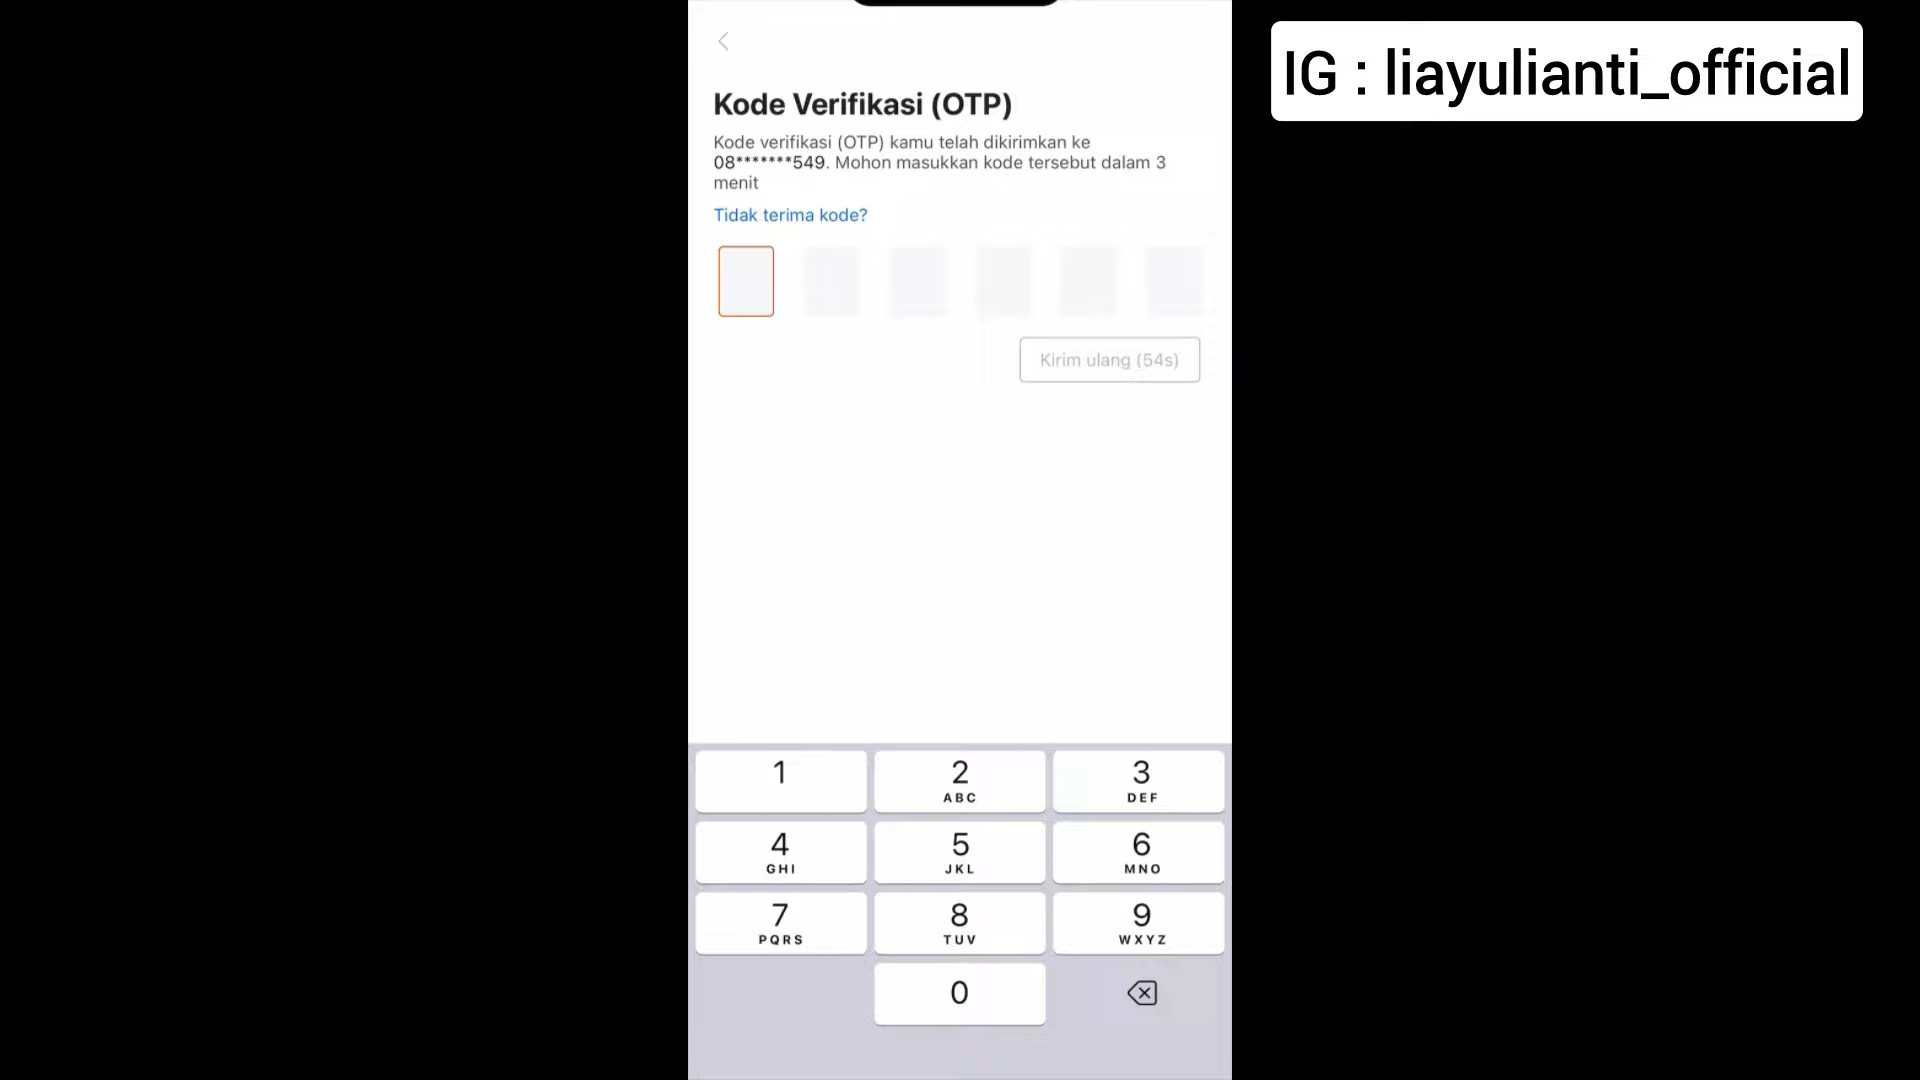 IG : liayulianti_official
Kode Verifikasi (OTP)
Kode verifikasi (OTP) kamu telah dikirimkan ke
08*******549. Mohon masukkan kode tersebut dalam 3
menit
Tidak terima kode?
Kirim ulang (54s)
1
2
ABC
3
DEF
4
GHI
5
JKL
6
MNO
7
PQRS
8
TUV
9
WXYZ
0